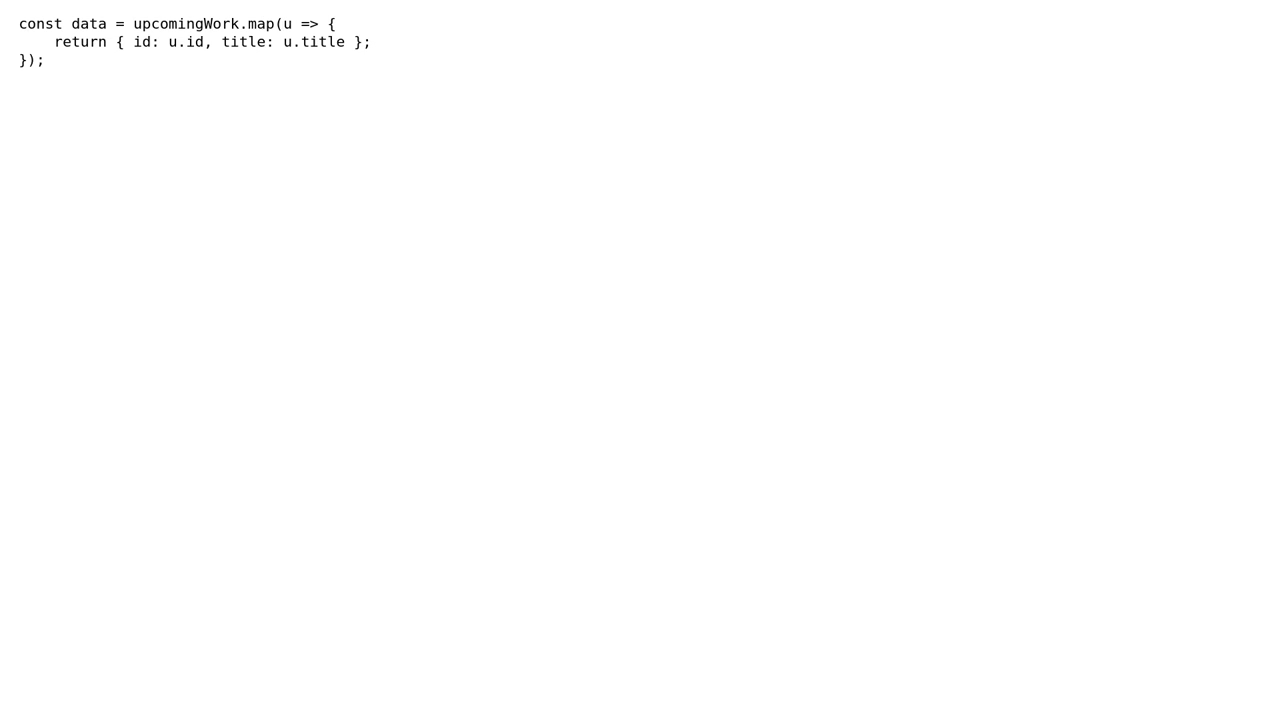 const data = upcomingWork.map(u => {
    return { id: u.id, title: u.title };
});